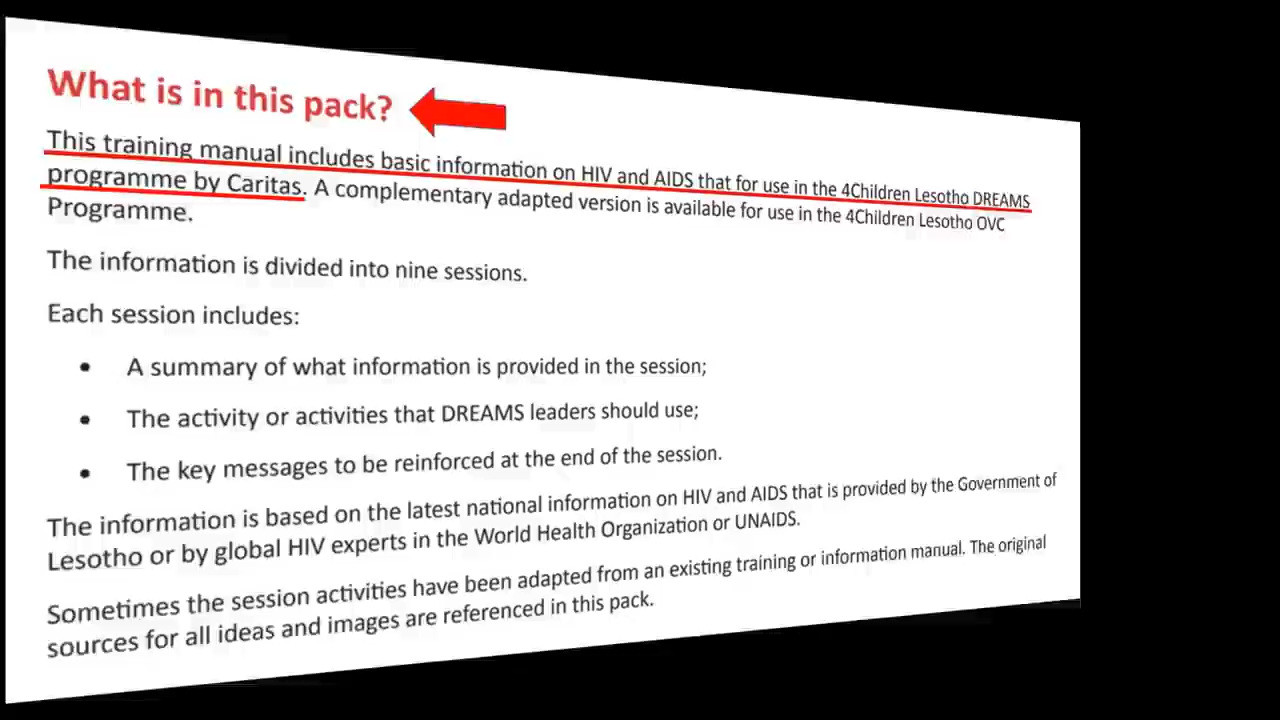 What is in this pack?
This training manual includes basic information on HIV and AIDS that for use in the 4Children Lesotho DREAMS
programme by Caritas. A complementary adapted version is available for use in the 4Children Lesotho OVC
Programme.
The information is divided into nine sessions.
Each session includes:
• A summary of what information is provided in the session;
• The activity or activities that DREAMS leaders should use;
• The key messages to be reinforced at the end of the session.
The information is based on the latest national information on HIV and AIDS that is provided by the Government of
Lesotho or by global HIV experts in the World Health Organization or UNAIDS.
Sometimes the session activities have been adapted from an existing training or information manual. The original
sources for all ideas and images are referenced in this pack.